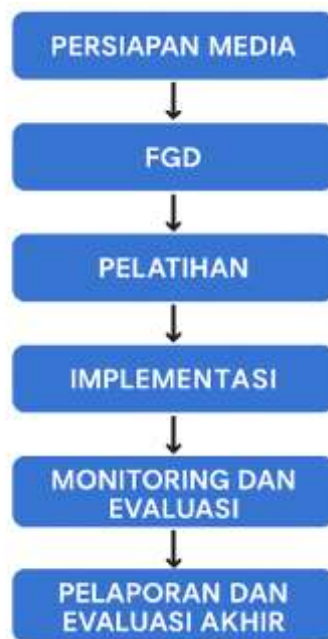 PERSIAPAN MEDIA
FGD
PELATIHAN
IMPLEMENTASI
MONITORING DAN
EVALUASI
PELAPORAN DAN
EVALUASI AKHIR